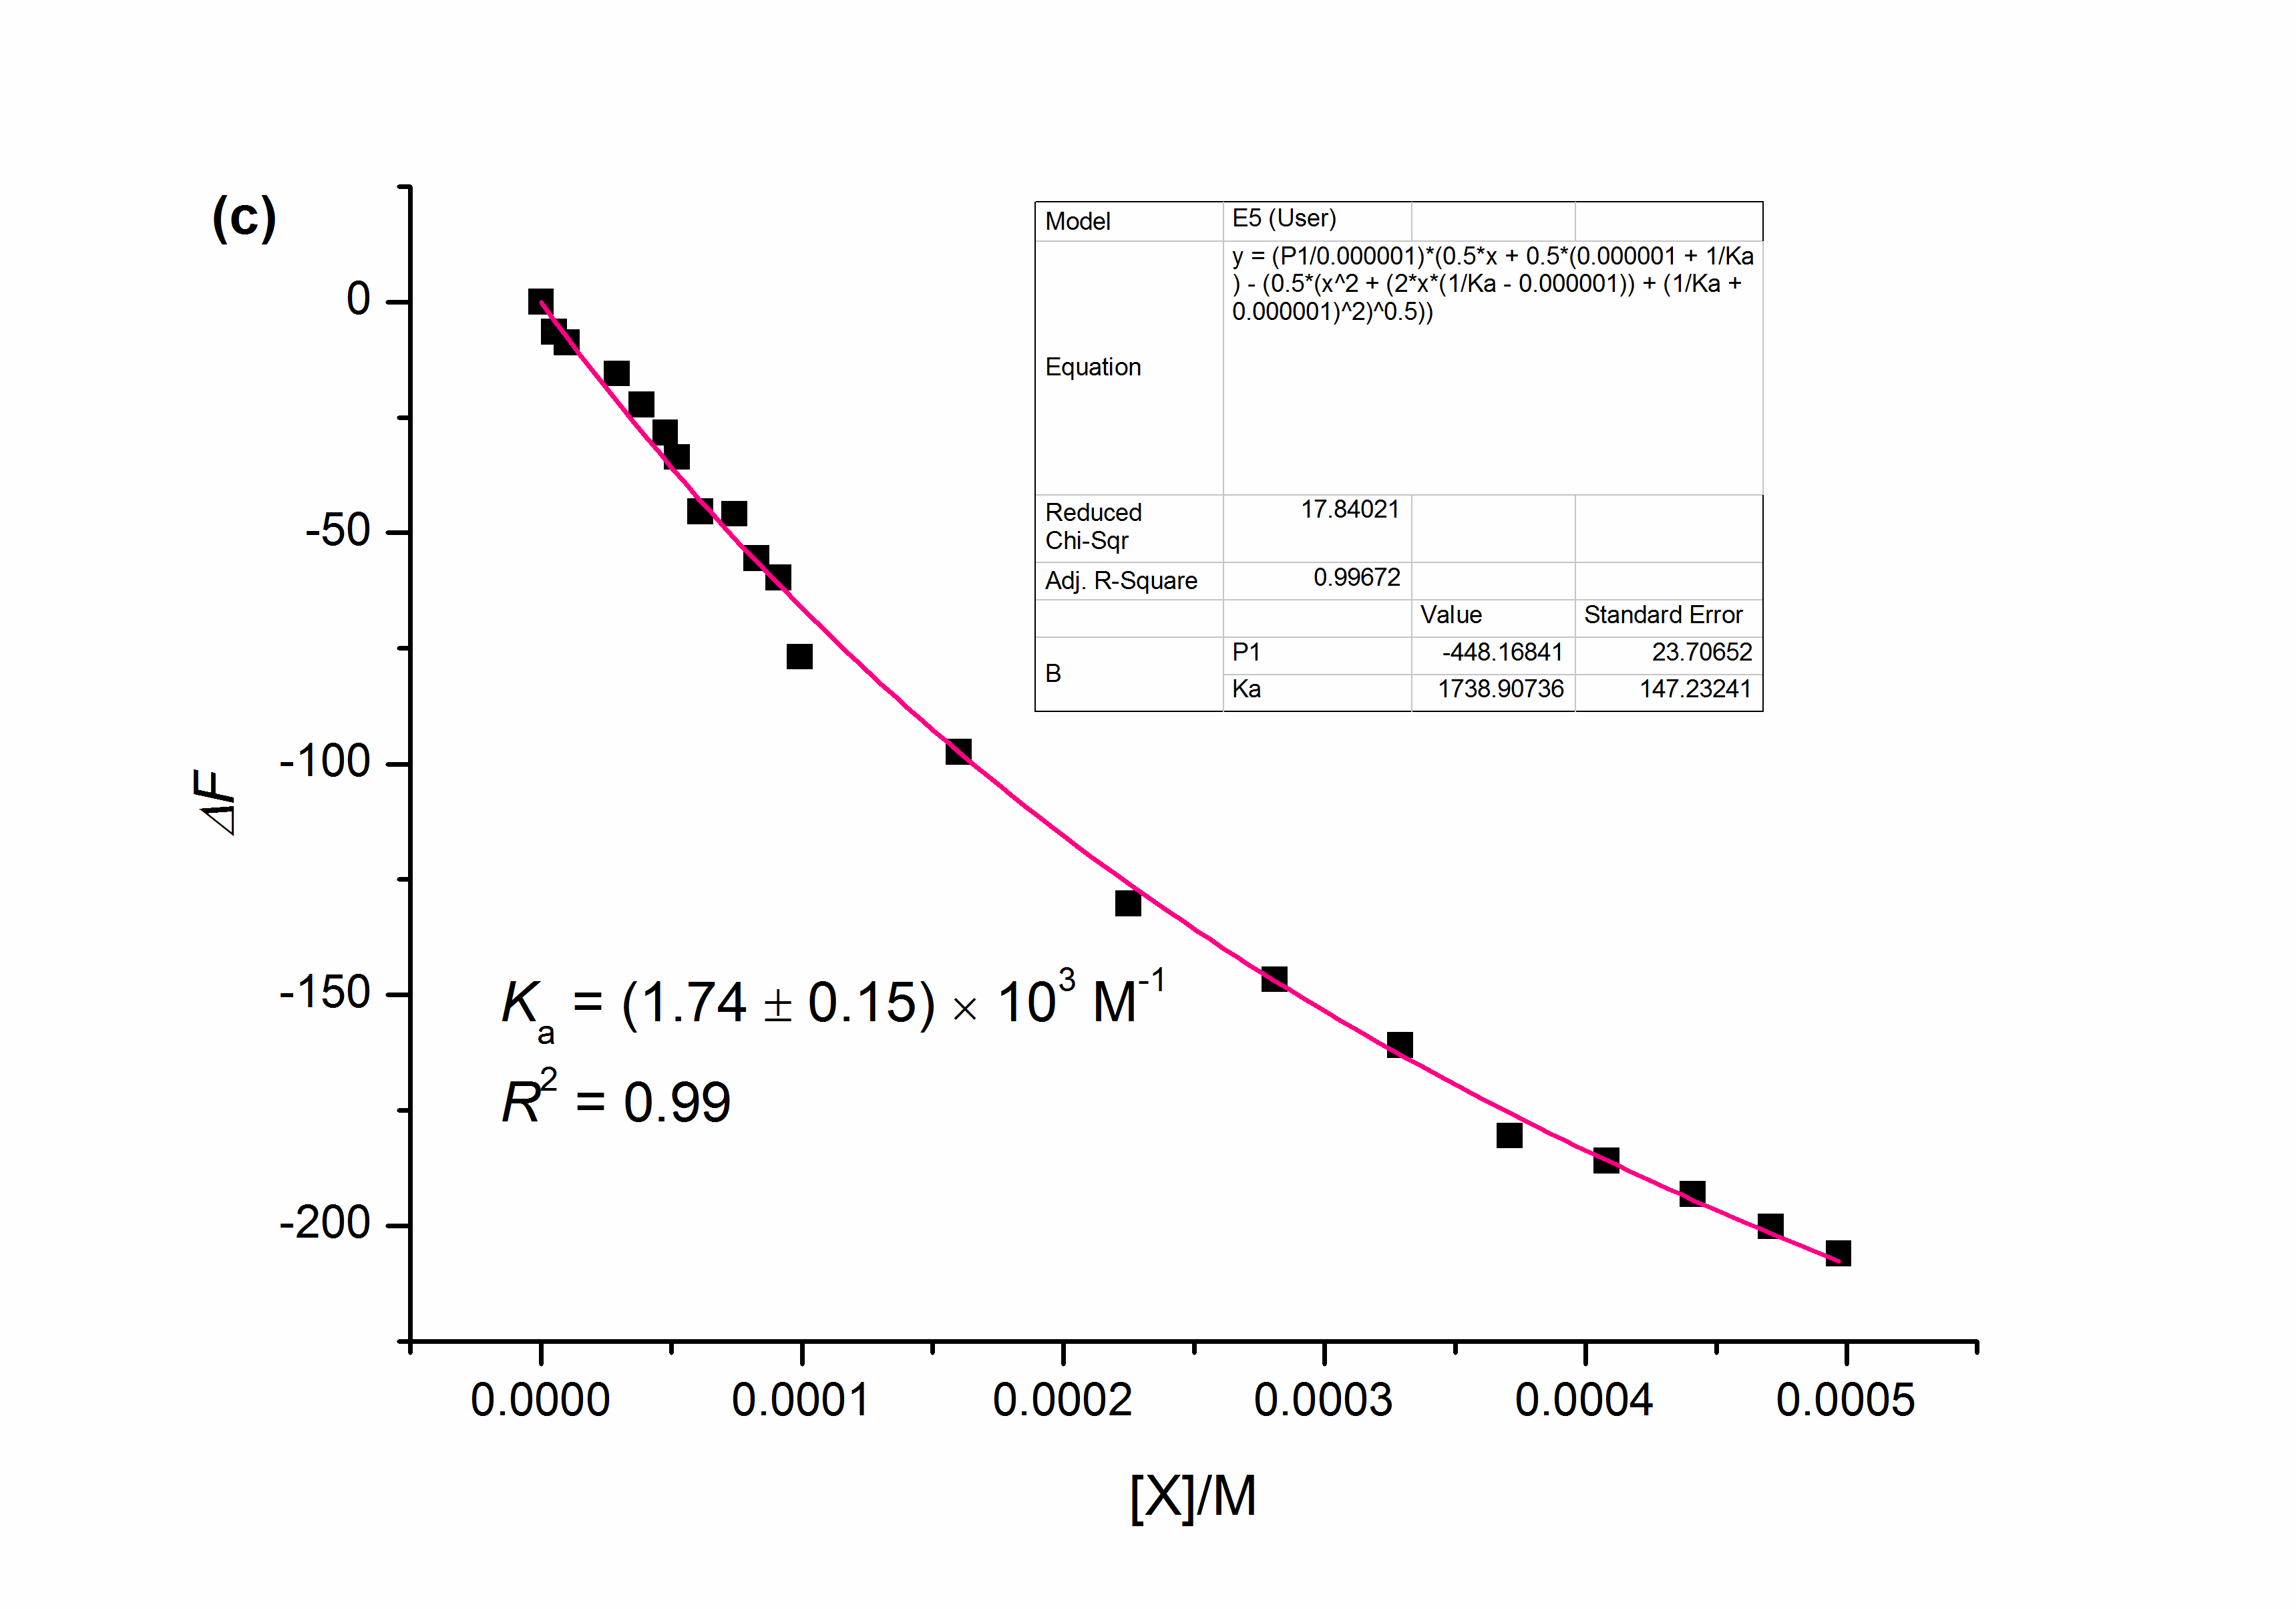 (c)
Model E5 (User)
Equation
y = (P1/0.000001)*(0.5*x + 0.5*(0.000001 + 1/Ka
) - (0.5*(x^2 + (2*x*(1/Ka - 0.000001)) + (1/Ka +
0.000001)^2)^0.5))
Reduced
Chi-Sqr
17.84021
Adj. R-Square 0.99672
Value Standard Error
B
P1 -448.16841 23.70652
Ka 1738.90736 147.23241
0
-50
-100
-150
-200
ΔF
Ka = (1.74 ± 0.15) × 10³ M⁻¹
R² = 0.99
0.0000 0.0001 0.0002 0.0003 0.0004 0.0005
[X]/M